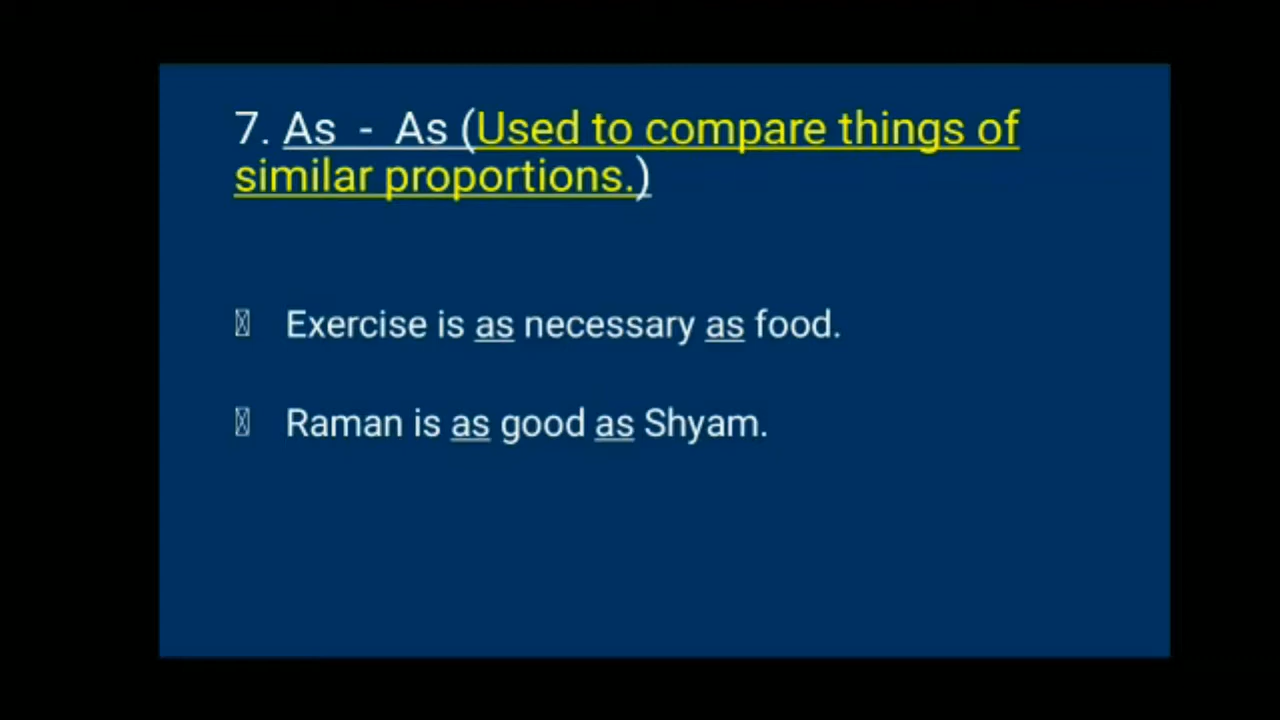 7. As - As (Used to compare things of
similar proportions.)
Exercise is as necessary as food.
Raman is as good as Shyam.